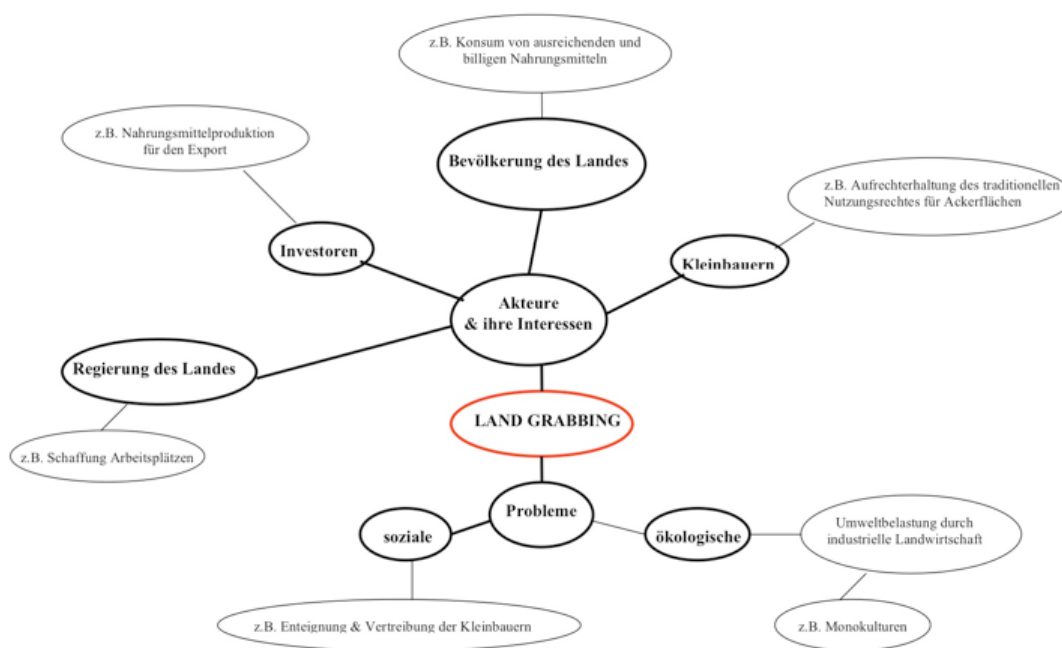 z.B. Konsum von ausreichenden und
billigen Nahrungsmitteln
z.B. Nahrungsmittelproduktion
für den Export
Bevölkerung des Landes
z.B. Aufrechterhaltung des traditionellen
Nutzungsrechtes für Ackerflächen
Investoren
Kleinbauern
Akteure
& ihre Interessen
Regierung des Landes
LAND GRABBING
z.B. Schaffung Arbeitsplätzen
Probleme
soziale
ökologische
Umweltbelastung durch
industrielle Landwirtschaft
z.B. Enteignung & Vertreibung der Kleinbauern
z.B. Monokulturen